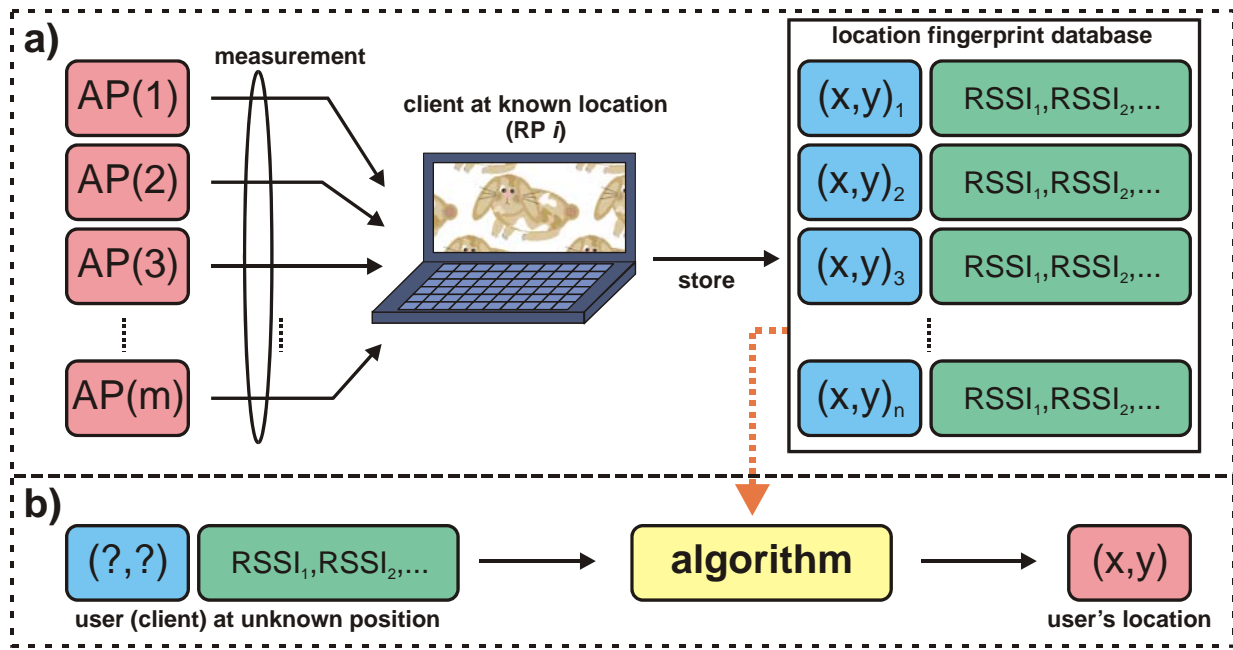 a)
measurement
AP(1)
AP(2)
AP(3)
AP(m)
client at known location
(RP i)
store
location fingerprint database
(x,y)₁ RSSI₁,RSSI₂,...
(x,y)₂ RSSI₁,RSSI₂,...
(x,y)₃ RSSI₁,RSSI₂,...
(x,y)ₙ RSSI₁,RSSI₂,...
b)
(?,?) RSSI₁,RSSI₂,...
user (client) at unknown position
algorithm
(x,y)
user's location